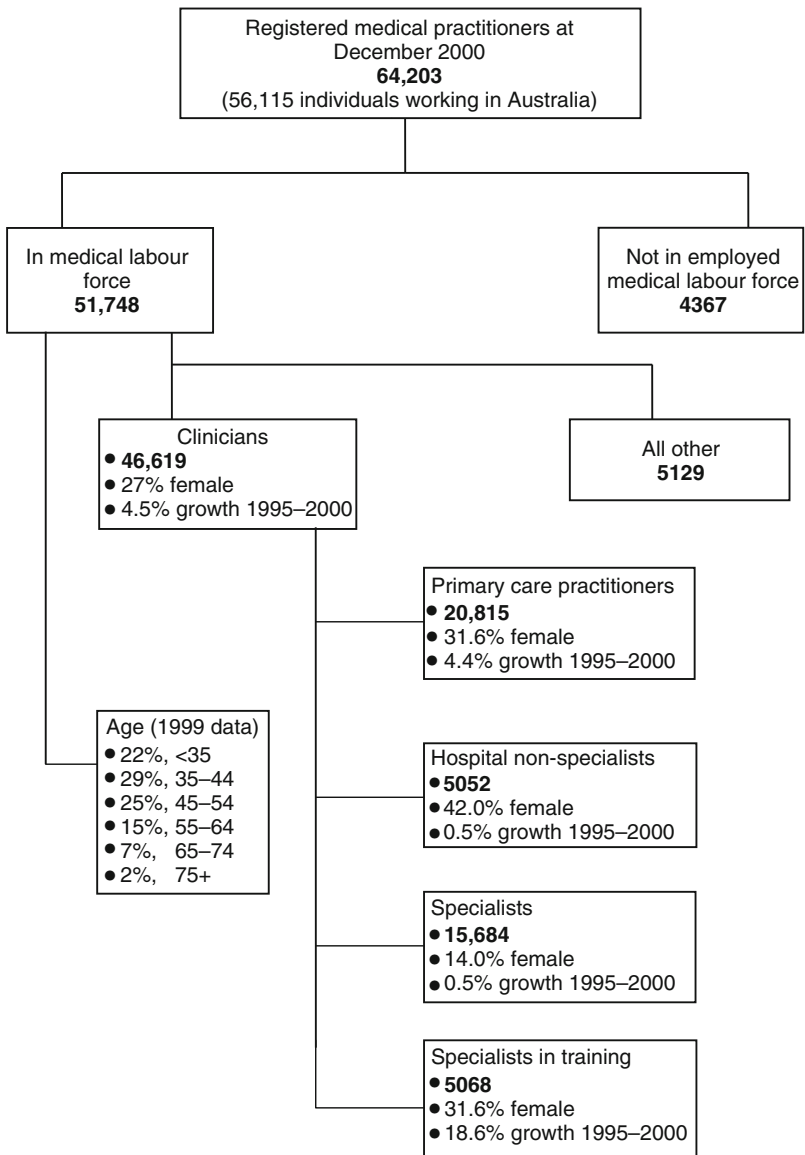 Registered medical practitioners at
December 2000
64,203
(56,115 individuals working in Australia)
In medical labour
force
51,748
Not in employed
medical labour force
4367
Clinicians
● 46,619
● 27% female
● 4.5% growth 1995–2000
All other
5129
Primary care practitioners
● 20,815
● 31.6% female
● 4.4% growth 1995–2000
Age (1999 data)
● 22%, <35
● 29%, 35–44
● 25%, 45–54
● 15%, 55–64
● 7%, 65–74
● 2%, 75+
Hospital non-specialists
● 5052
● 42.0% female
● 0.5% growth 1995–2000
Specialists
● 15,684
● 14.0% female
● 0.5% growth 1995–2000
Specialists in training
● 5068
● 31.6% female
● 18.6% growth 1995–2000